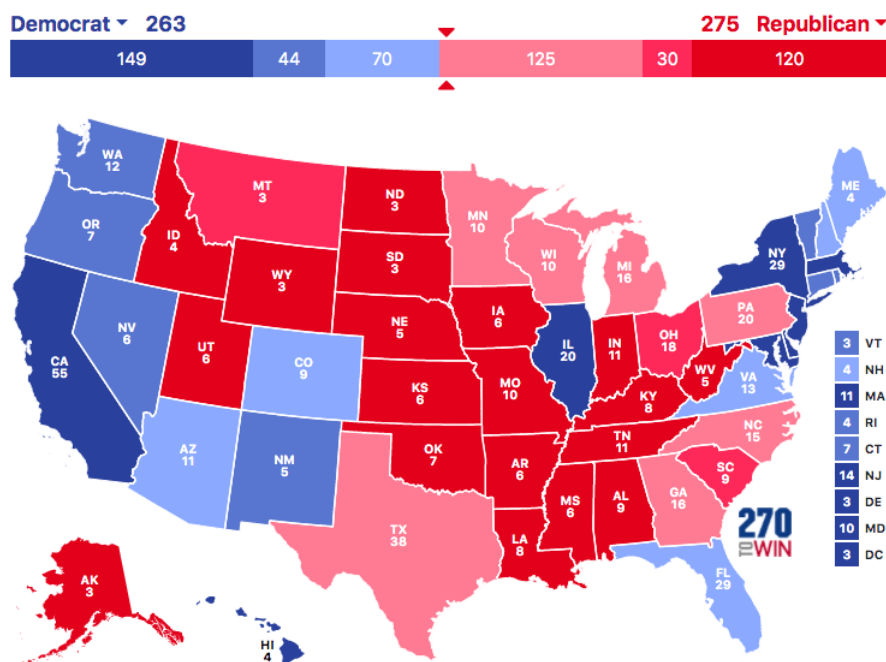 Democrat 263
275 Republican
149 44 70 125 30 120
WA
12
MT
3
ND
3
MN
10
ME
4
OR
7
ID
4
SD
3
WI
10
MI
16
NY
29
WY
3
NV
6
UT
6
CO
9
NE
5
IA
6
IL
20
IN
11
OH
18
PA
20
CA
55
KS
6
MO
10
KY
8
WV
5
VA
13
AZ
11
NM
5
OK
7
AR
6
TN
11
NC
15
SC
9
TX
38
LA
8
MS
6
AL
9
GA
16
FL
29
AK
3
HI
4
3 VT
4 NH
11 MA
4 RI
7 CT
14 NJ
3 DE
10 MD
3 DC
270
TO WIN